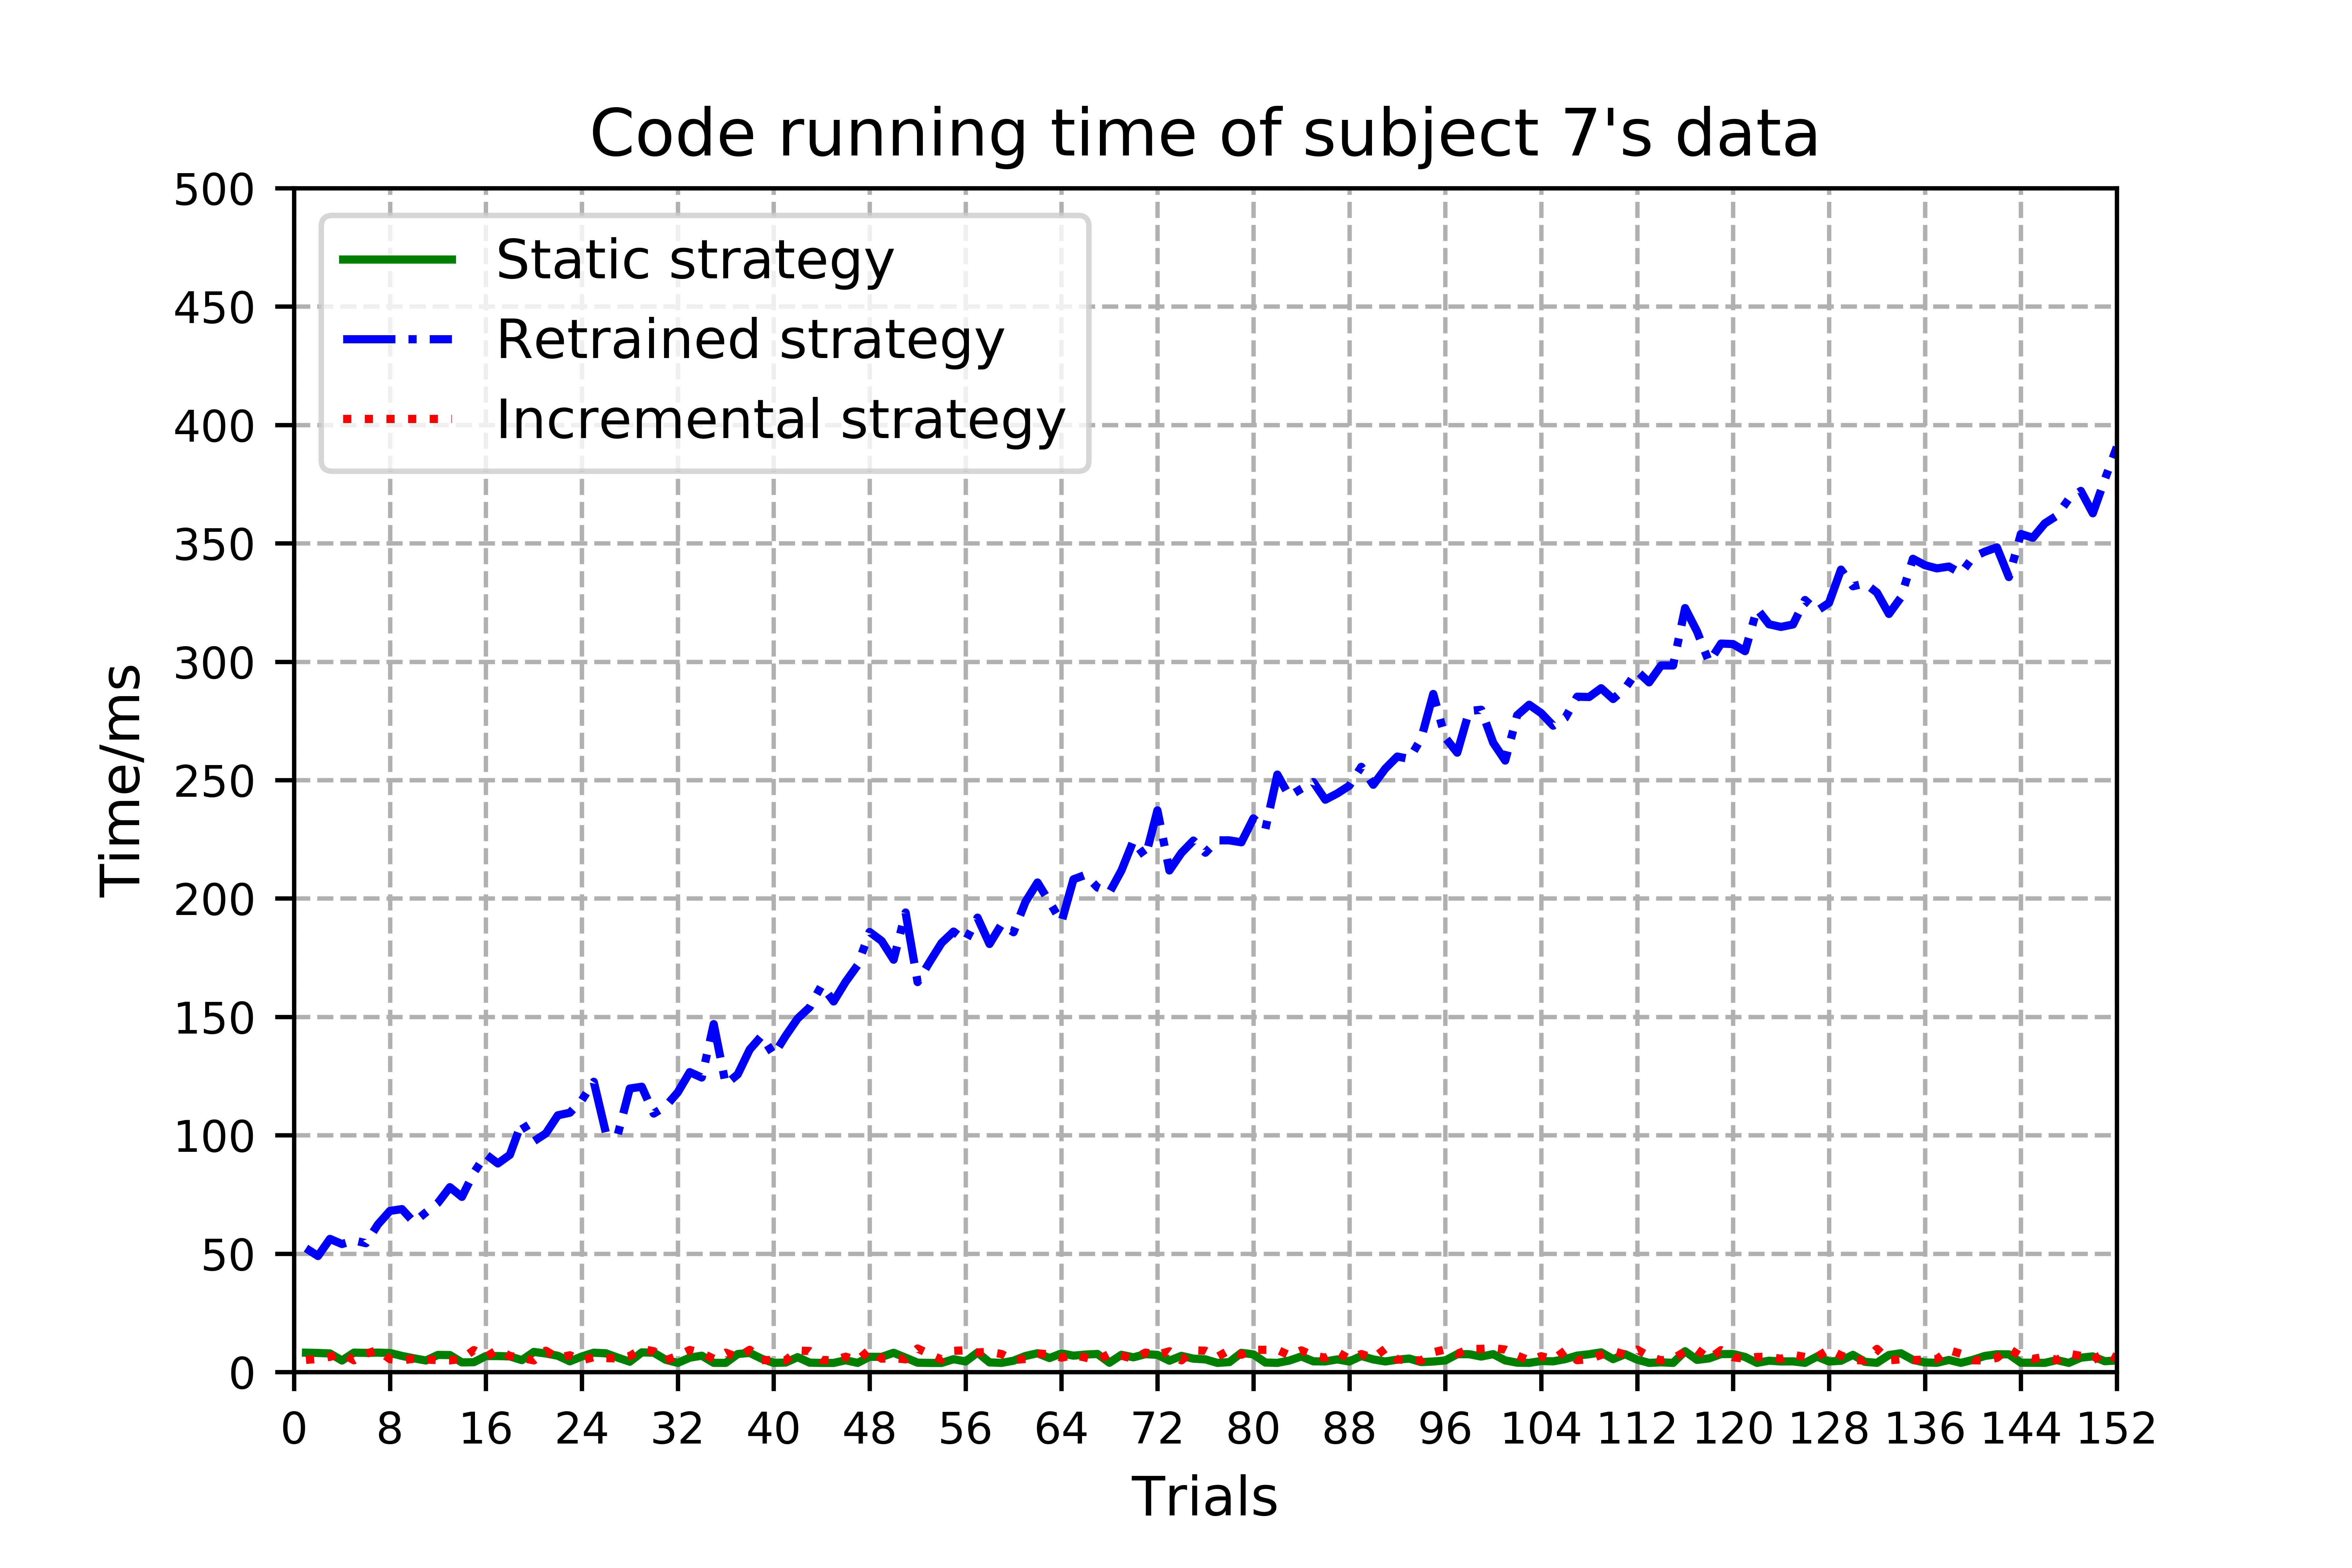 Code running time of subject 7's data
500
450
400
350
300
250
200
150
100
50
0
Time/ms
Static strategy
Retrained strategy
Incremental strategy
0 8 16 24 32 40 48 56 64 72 80 88 96 104 112 120 128 136 144 152
Trials